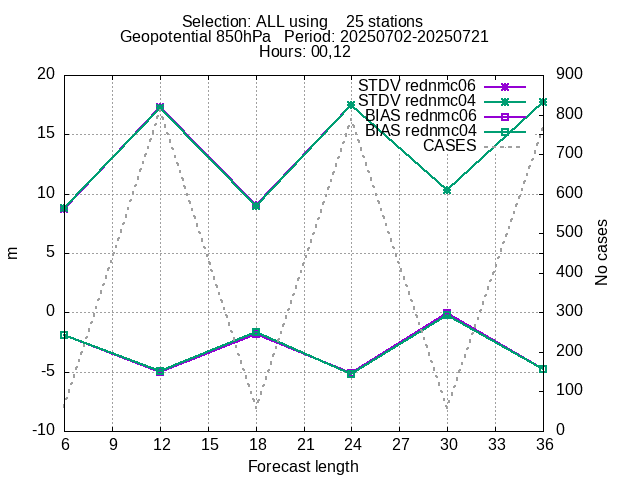 Selection: ALL using    25 stations
Geopotential 850hPa   Period: 20250702-20250721
Hours: 00,12
STDV rednmc06
STDV rednmc04
BIAS rednmc06
BIAS rednmc04
CASES
20
15
10
5
0
-5
-10
m
900
800
700
600
500
400
300
200
100
0
No cases
6 9 12 15 18 21 24 27 30 33 36
Forecast length